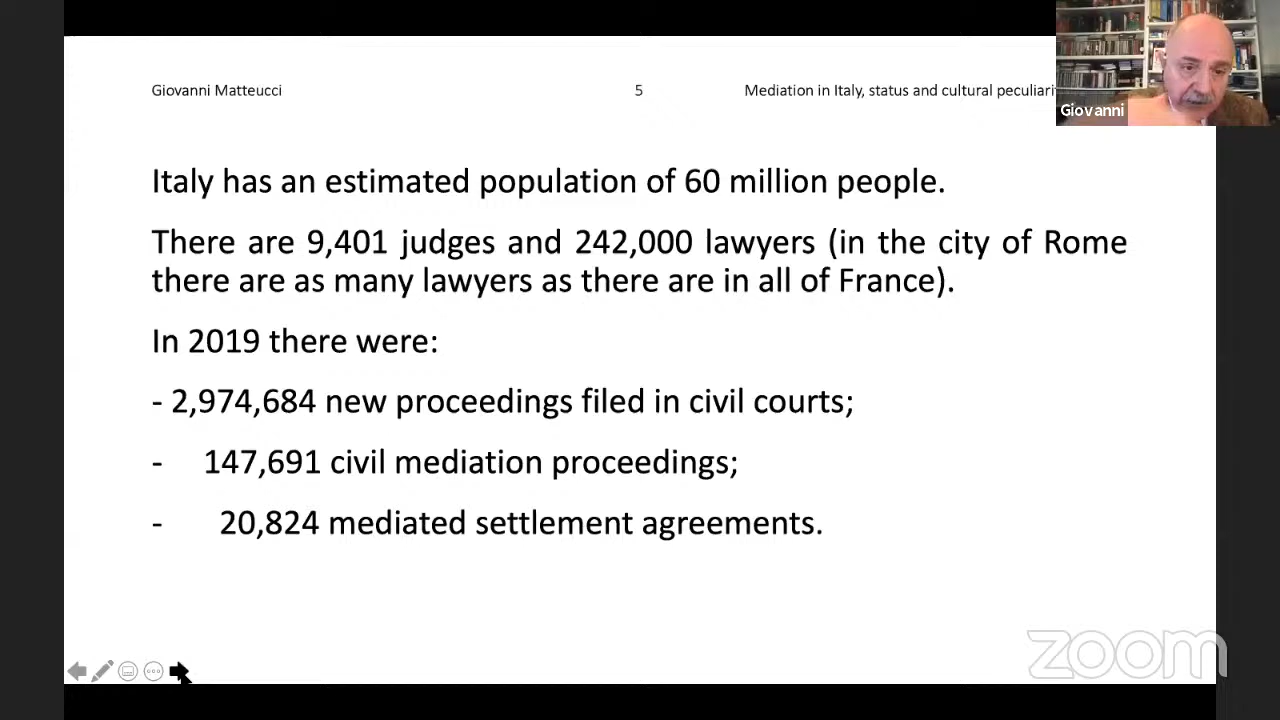 Giovanni Matteucci 5 Mediation in Italy, status and cultural
Giovanni
Italy has an estimated population of 60 million people.
There are 9,401 judges and 242,000 lawyers (in the city of Rome
there are as many lawyers as there are in all of France).
In 2019 there were:
- 2,974,684 new proceedings filed in civil courts;
- 147,691 civil mediation proceedings;
- 20,824 mediated settlement agreements.
zoom